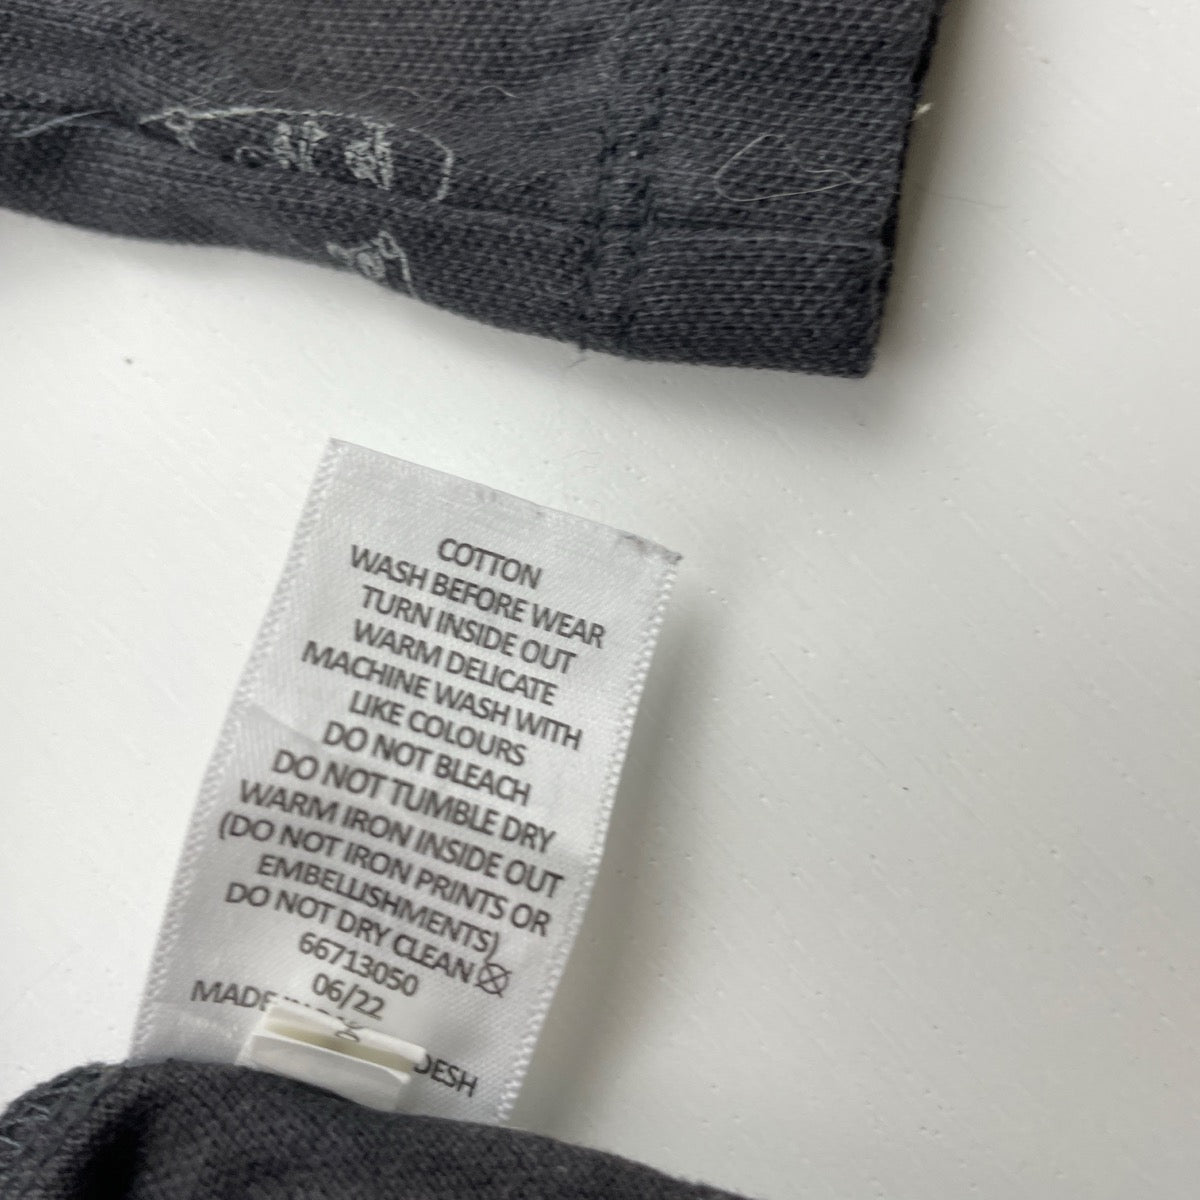 COTTON
WASH BEFORE WEAR
TURN INSIDE OUT
WARM DELICATE
MACHINE WASH WITH
LIKE COLOURS
DO NOT BLEACH
DO NOT TUMBLE DRY
WARM IRON INSIDE OUT
(DO NOT IRON PRINTS OR
EMBELLISHMENTS)
DO NOT DRY CLEAN
66713050
06/22
MADE